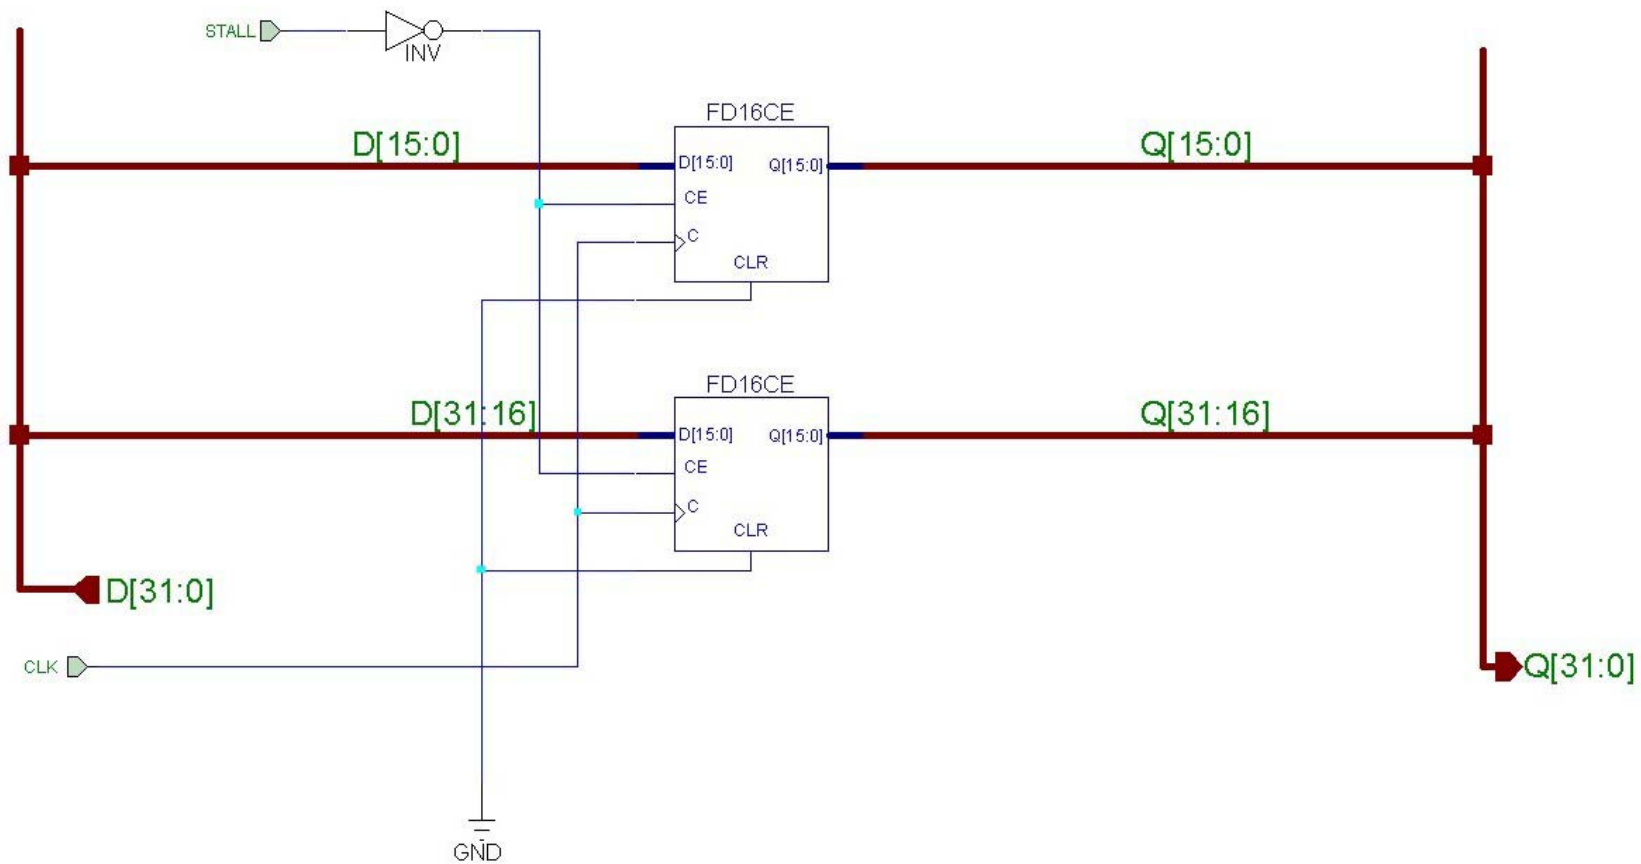 STALL
INV
FD16CE
D[15:0]
Q[15:0]
D[15:0]
Q[15:0]
CE
C
CLR
FD16CE
D[31:16]
Q[31:16]
D[15:0]
Q[15:0]
CE
C
CLR
D[31:0]
CLK
Q[31:0]
GND